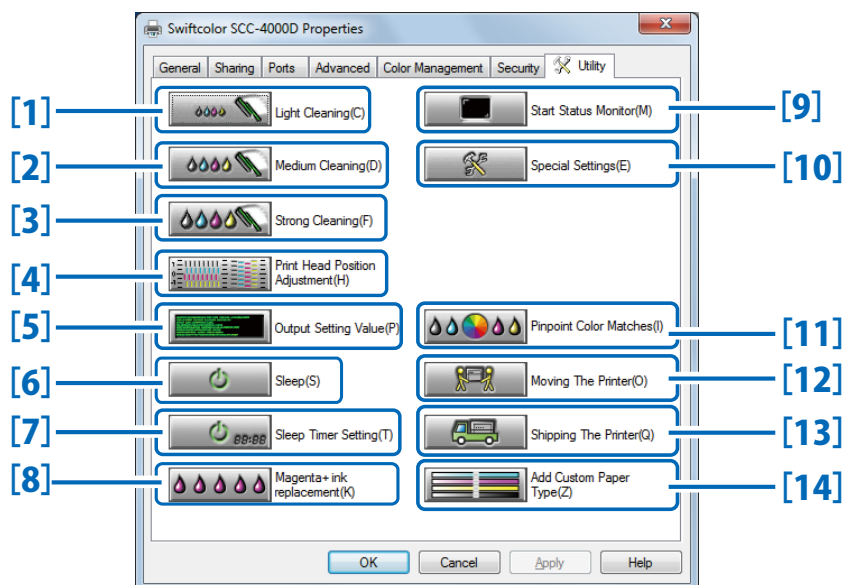 Swiftcolor SCC-4000D Properties
General Sharing Ports Advanced Color Management Security Utility
[1] Light Cleaning(C)
[2] Medium Cleaning(D)
[3] Strong Cleaning(F)
[4] Print Head Position
Adjustment(H)
[5] Output Setting Value(P)
[6] Sleep(S)
[7] 88:88 Sleep Timer Setting(T)
[8] Magenta+ ink
replacement(K)
Start Status Monitor(M) [9]
Special Settings(E) [10]
Pinpoint Color Matches(I) [11]
Moving The Printer(O) [12]
Shipping The Printer(Q) [13]
Add Custom Paper
Type(Z) [14]
OK Cancel Apply Help